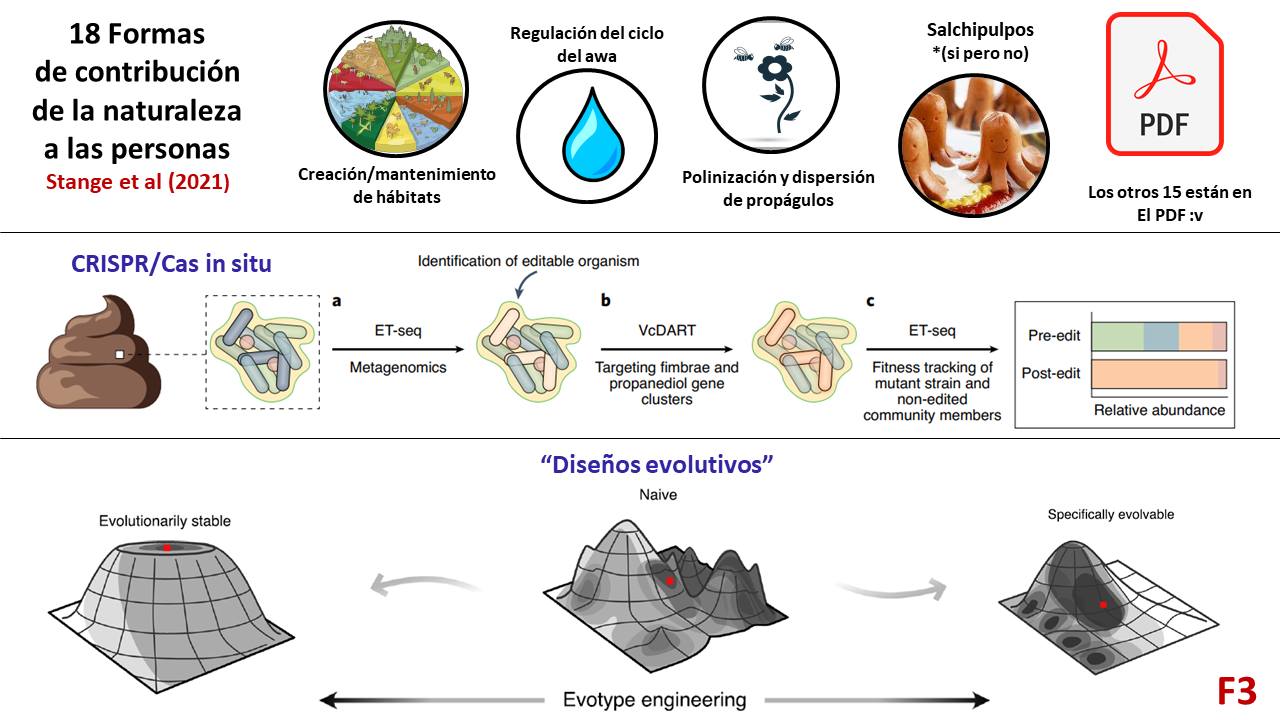 18 Formas
de contribución
de la naturaleza
a las personas
Stange et al (2021)
Creación/mantenimiento
de hábitats
Regulación del ciclo
del awa
Polinización y dispersión
de propágulos
Salchipulpos
*(si pero no)
PDF
Los otros 15 están en
El PDF :v
CRISPR/Cas in situ
Identification of editable organism
a
ET-seq
Metagenomics
b
VcDART
Targeting fimbrae and
propanediol gene
clusters
c
ET-seq
Fitness tracking of
mutant strain and
non-edited
community members
Pre-edit
Post-edit
Relative abundance
“Diseños evolutivos”
Evolutionarily stable
Naive
Specifically evolvable
Evotype engineering
F3